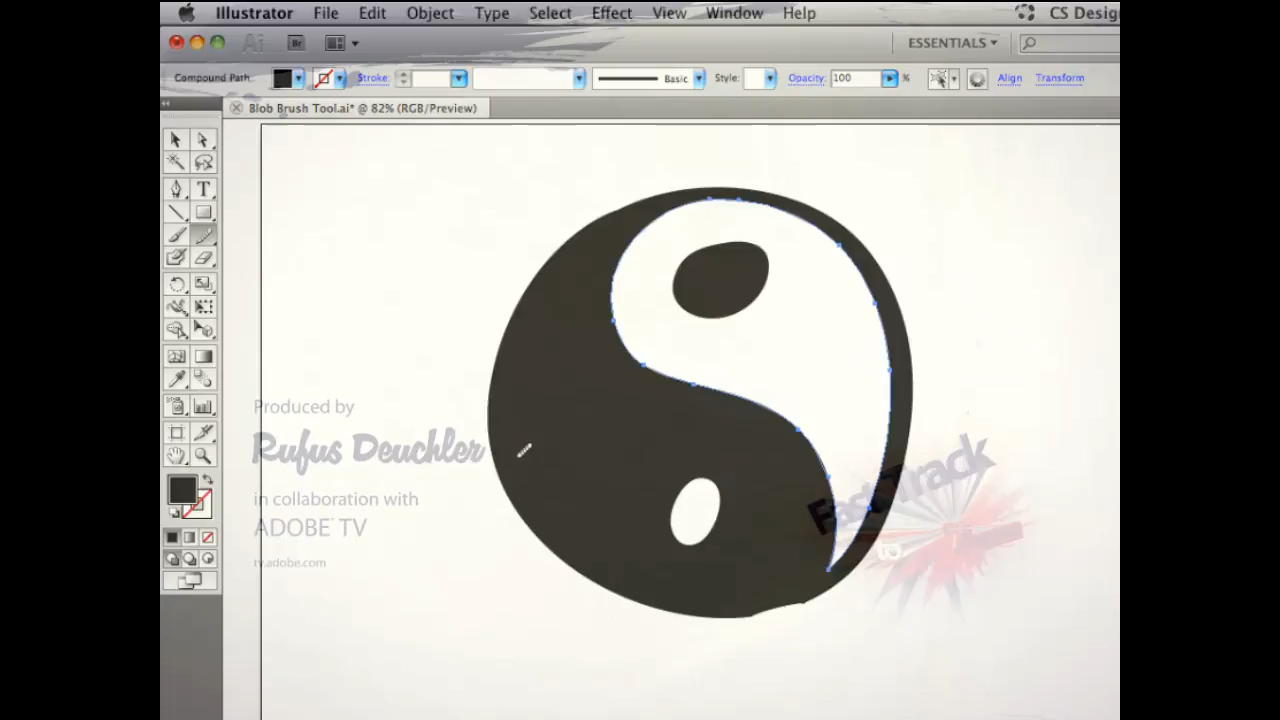 Illustrator File Edit Object Type Select Effect View Window Help CS Desig
Ai Br ESSENTIALS
Compound Path Stroke: Basic Style: Opacity: 100 % Align Transform
Blob Brush Tool.ai* @ 82% (RGB/Preview)
T
Produced by
Rufus Deuchler
in collaboration with
ADOBE TV
tv.adobe.com
FastTrack